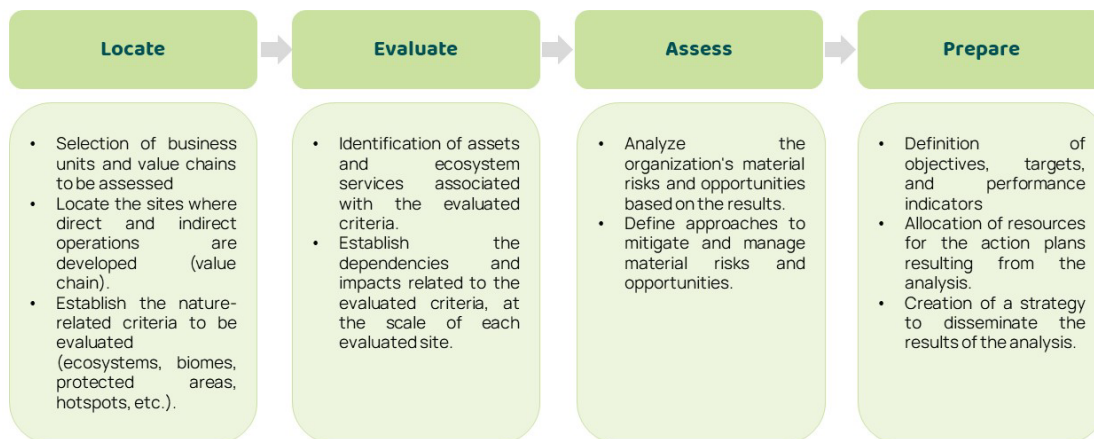 Locate
Evaluate
Assess
Prepare
• Selection of business
units and value chains
to be assessed
• Locate the sites where
direct and indirect
operations are
developed (value
chain).
• Establish the nature-
related criteria to be
evaluated
(ecosystems, biomes,
protected areas,
hotspots, etc.).
• Identification of assets
and ecosystem
services associated
with the evaluated
criteria.
• Establish the
dependencies and
impacts related to the
evaluated criteria, at
the scale of each
evaluated site.
• Analyze the
organization's material
risks and opportunities
based on the results.
• Define approaches to
mitigate and manage
material risks and
opportunities.
• Definition of
objectives, targets,
and performance
indicators
• Allocation of resources
for the action plans
resulting from the
analysis.
• Creation of a strategy
to disseminate the
results of the analysis.